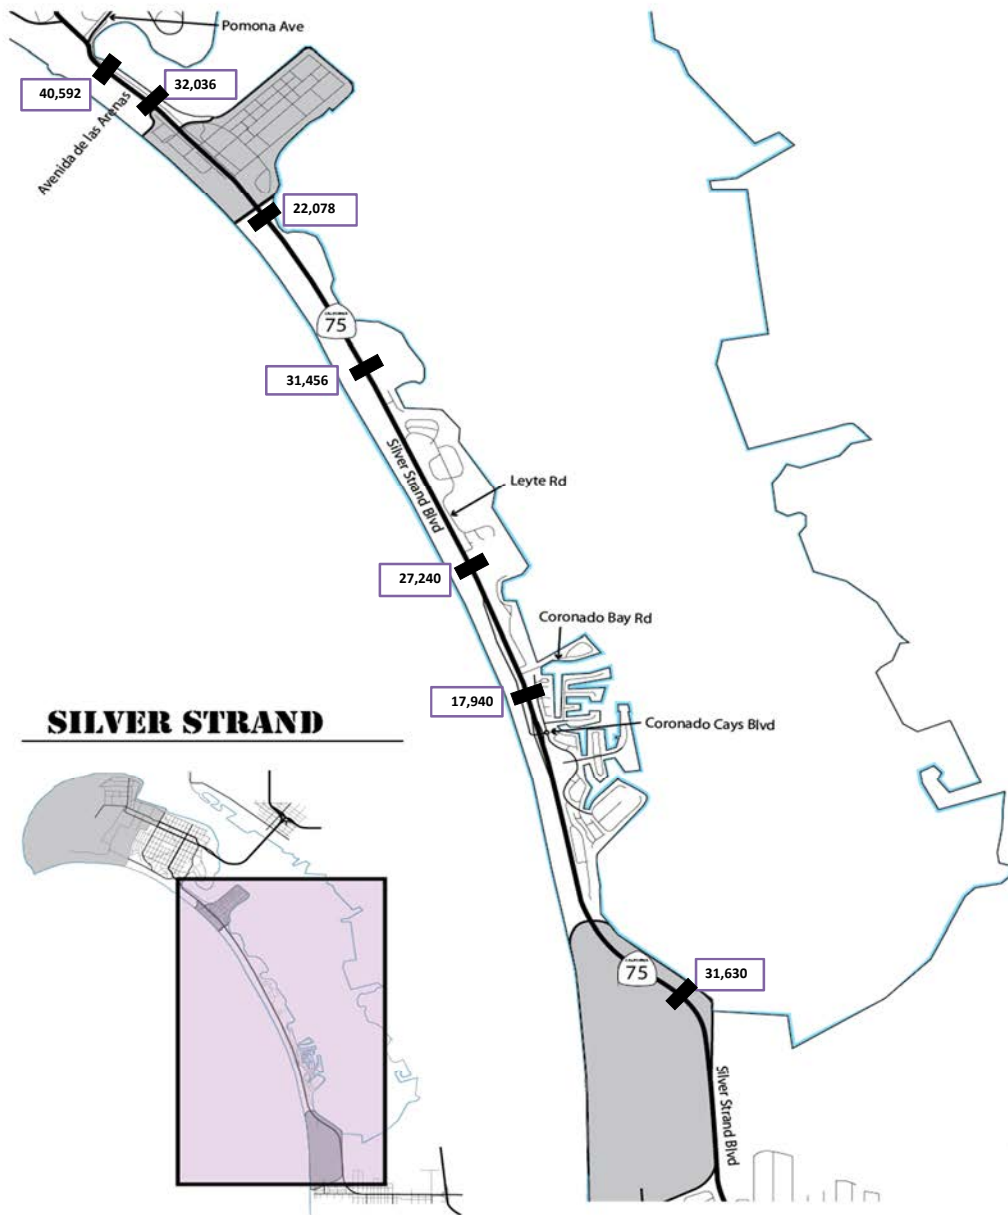 Pomona Ave
40,592
32,036
Avenida de las Arenas
22,078
CALIFORNIA
75
31,456
Silver Strand Blvd
Leyte Rd
27,240
Coronado Bay Rd
17,940
Coronado Cays Blvd
SILVER STRAND
CALIFORNIA
75
31,630
Silver Strand Blvd